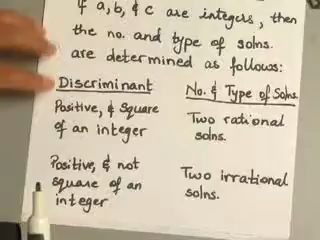 If a, b, & c are integers, then
the no. and type of solns.
are determined as follows:
Discriminant No. & Type of Solns.
Positive, & square of an integer Two rational solns.
Positive, & not square of an integer Two irrational solns.